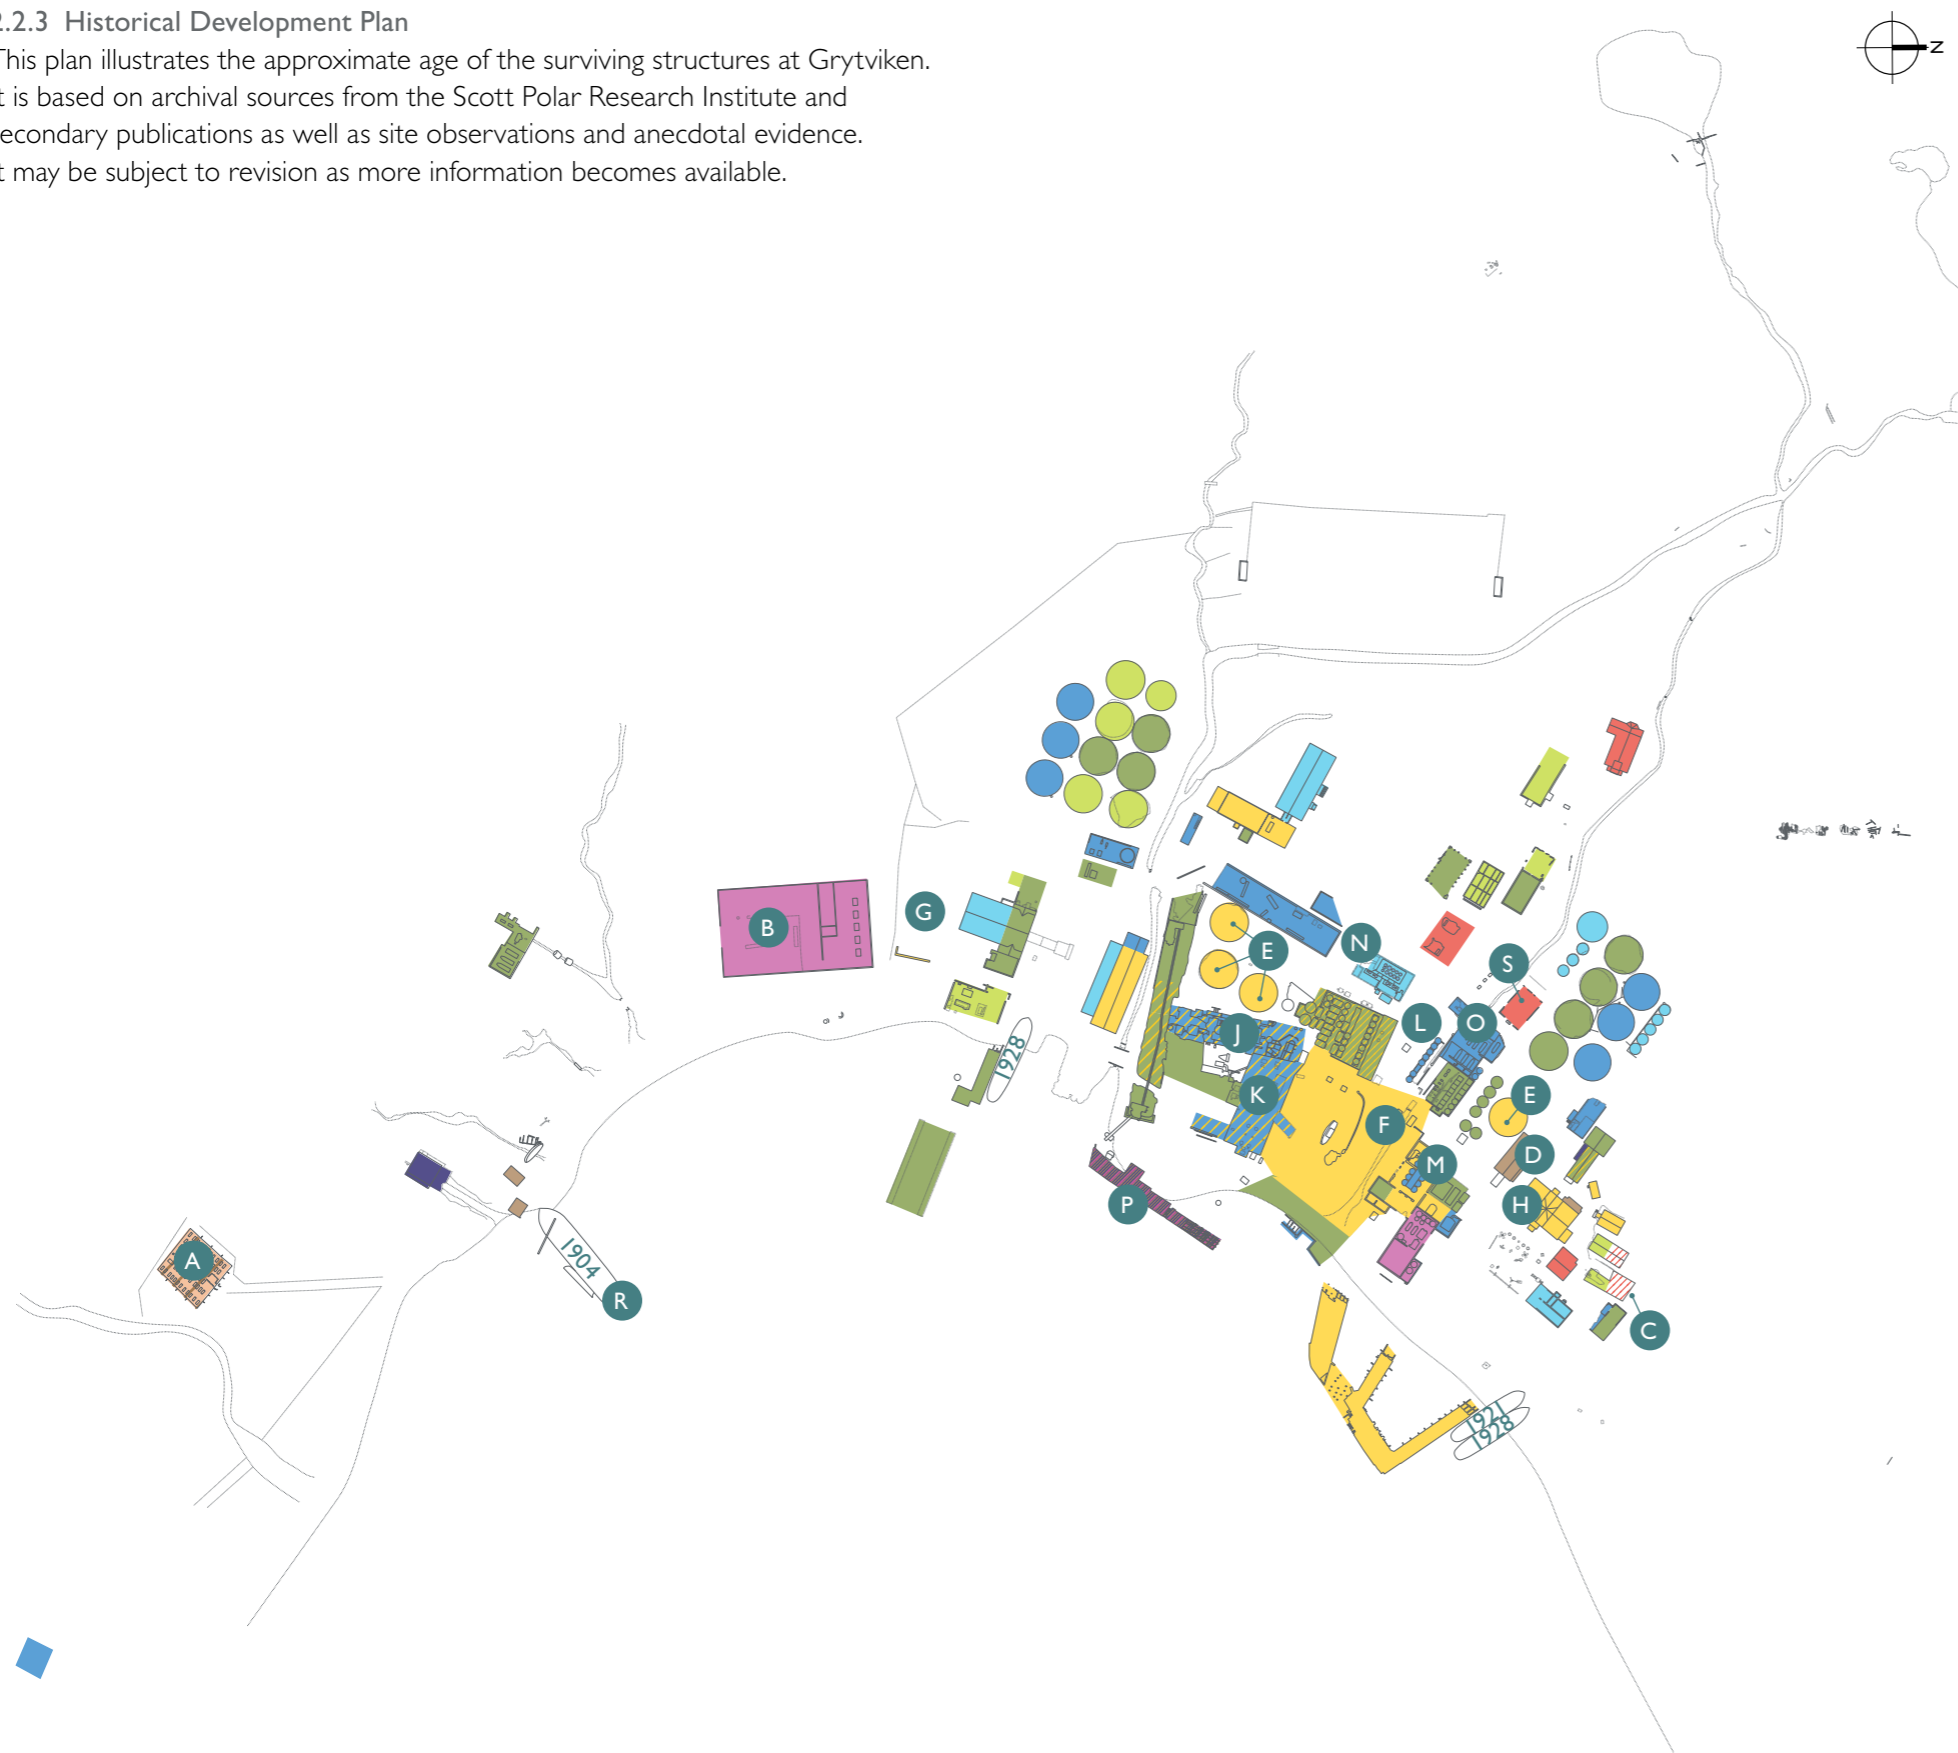 2.2.3 Historical Development Plan
This plan illustrates the approximate age of the surviving structures at Grytviken.
t is based on archival sources from the Scott Polar Research Institute and
econdary publications as well as site observations and anecdotal evidence.
t may be subject to revision as more information becomes available.
N
B
G
E
N
S
L
O
J
K
F
E
M
D
H
P
A
R
C
1928
1904
1921
1928